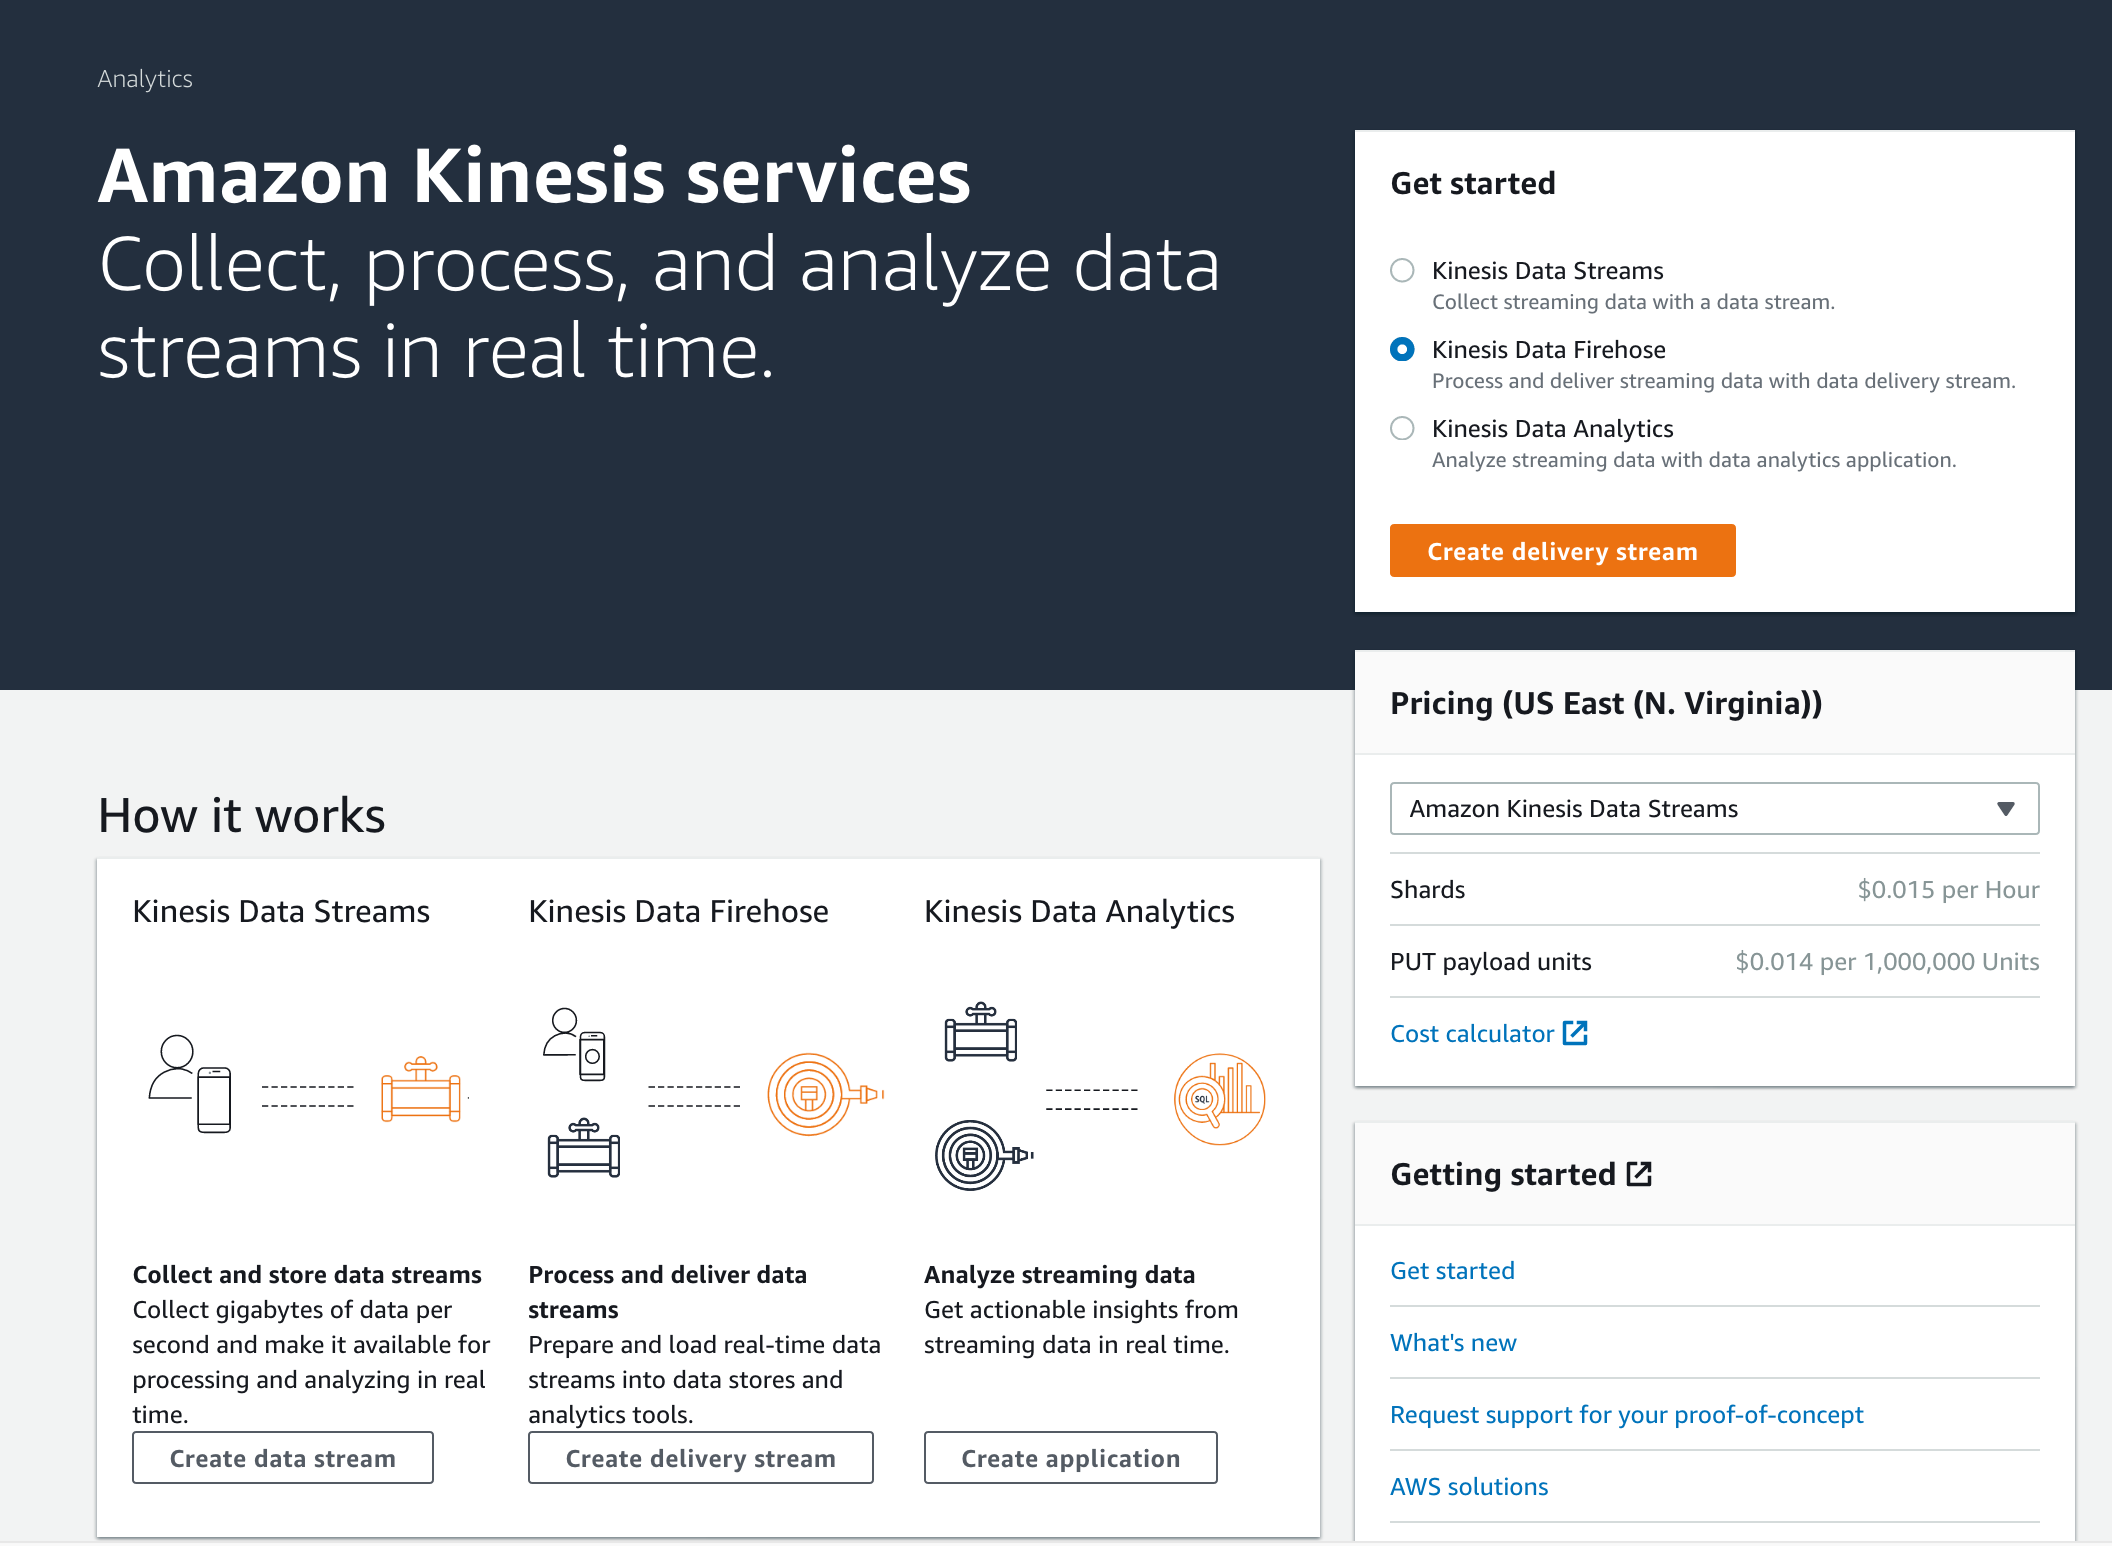 Analytics
Amazon Kinesis services
Collect, process, and analyze data
streams in real time.
Get started
Kinesis Data Streams
Collect streaming data with a data stream.
Kinesis Data Firehose
Process and deliver streaming data with data delivery stream.
Kinesis Data Analytics
Analyze streaming data with data analytics application.
Create delivery stream
Pricing (US East (N. Virginia))
Amazon Kinesis Data Streams
Shards $0.015 per Hour
PUT payload units $0.014 per 1,000,000 Units
Cost calculator
Getting started
Get started
What's new
Request support for your proof-of-concept
AWS solutions
How it works
Kinesis Data Streams
Collect and store data streams
Collect gigabytes of data per
second and make it available for
processing and analyzing in real
time.
Create data stream
Kinesis Data Firehose
Process and deliver data
streams
Prepare and load real-time data
streams into data stores and
analytics tools.
Create delivery stream
Kinesis Data Analytics
SQL
Analyze streaming data
Get actionable insights from
streaming data in real time.
Create application